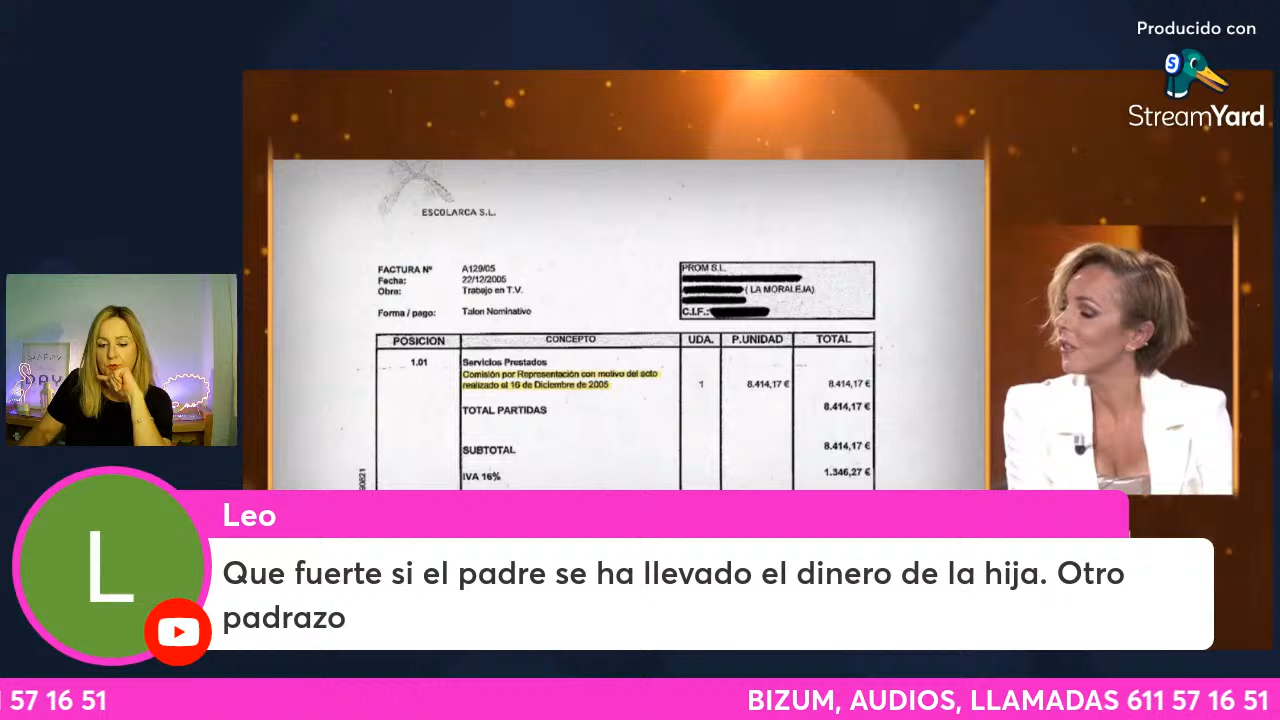 Producido con
StreamYard
ESCOLARCA S.L.
FACTURA Nº A129/05
Fecha: 22/12/2005
Obra: Trabajo en T.V.
Forma / pago: Talon Nominativo
PROM S.L.
( LA MORALEJA)
C.I.F.:
POSICION CONCEPTO UDA. P.UNIDAD TOTAL
1.01 Servicios Prestados
Comisión por Representación con motivo del acto
realizado el 16 de Diciembre de 2005 1 8.414,17 € 8.414,17 €
TOTAL PARTIDAS 8.414,17 €
SUBTOTAL 8.414,17 €
IVA 16% 1.346,27 €
L
Leo
Que fuerte si el padre se ha llevado el dinero de la hija. Otro
padrazo
57 16 51 BIZUM, AUDIOS, LLAMADAS 611 57 16 51